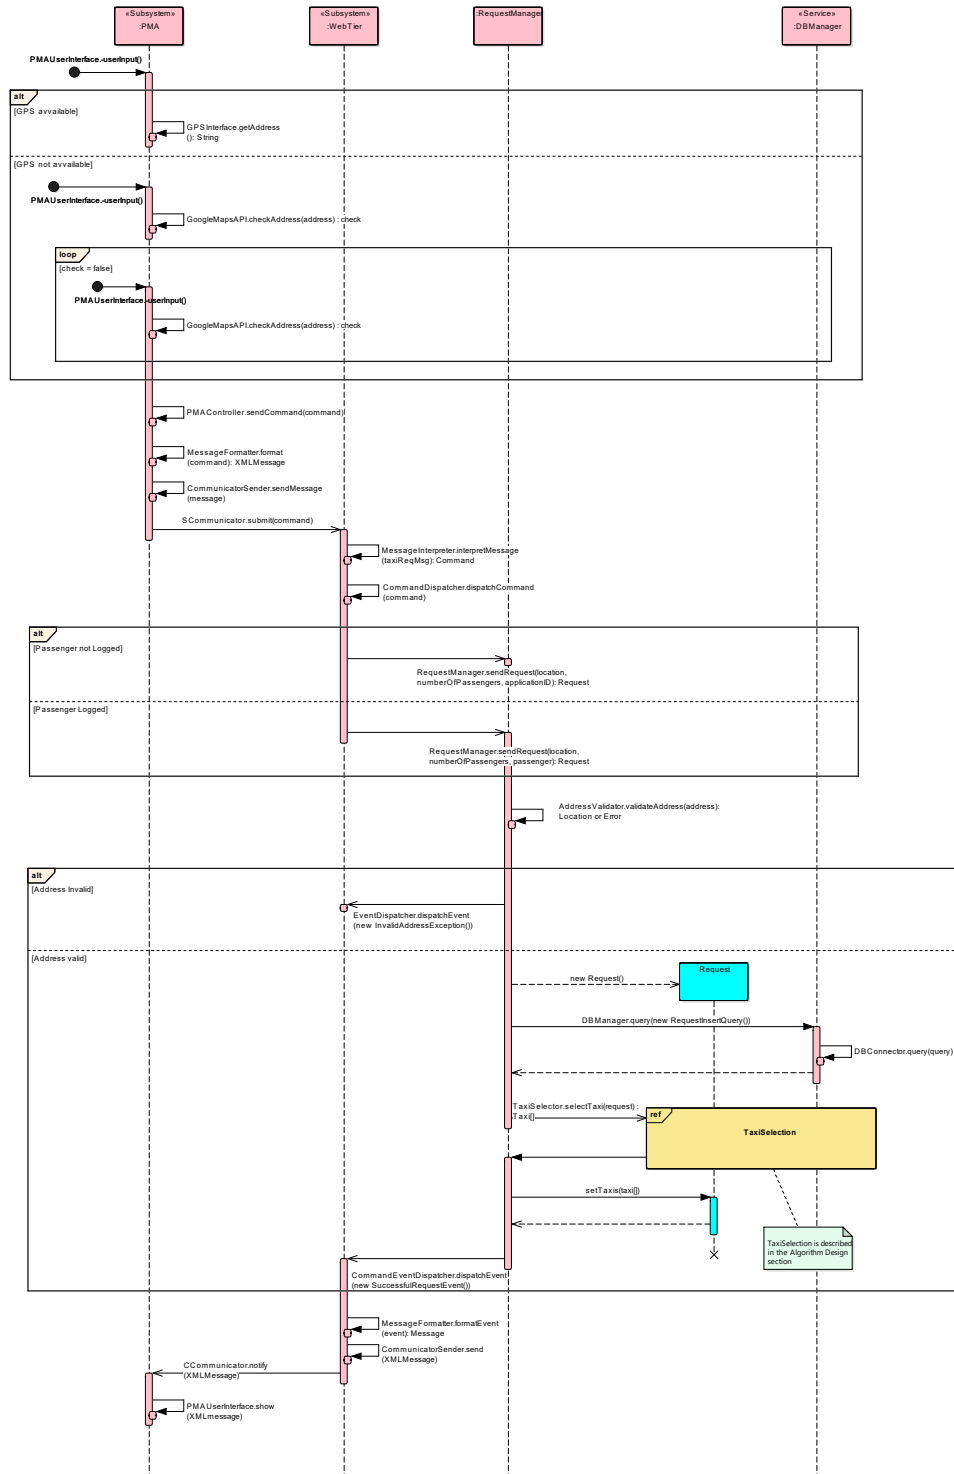 «Subsystem»
:PMA
«Subsystem»
:WebTier
:RequestManager
«Service»
:DBManager
PMAUserInterface.-userInput()
alt
[GPS avvailable]
GPSInterface.getAddress
(): String
[GPS not avvailable]
PMAUserInterface.-userInput()
GoogleMapsAPI.checkAddress(address) : check
loop
[check = false]
PMAUserInterface.-userInput()
GoogleMapsAPI.checkAddress(address) : check
PMAController.sendCommand(command)
MessageFormatter.format
(command): XMLMessage
CommunicatorSender.sendMessage
(message)
SCommunicator.submit(command)
MessageInterpreter.interpretMessage
(taxiReqMsg): Command
CommandDispatcher.dispatchCommand
(command)
alt
[Passenger not Logged]
RequestManager.sendRequest(location,
numberOfPassengers, applicationID): Request
[Passenger Logged]
RequestManager.sendRequest(location,
numberOfPassengers, passenger): Request
AddressValidator.validateAddress(address):
Location or Error
alt
[Address Invalid]
EventDispatcher.dispatchEvent
(new InvalidAddressException())
[Address valid]
Request
new Request()
DBManager.query(new RequestInsertQuery())
DBConnector.query(query)
TaxiSelector.selectTaxi(request) :
Taxi[]
ref
TaxiSelection
setTaxis(taxi[])
TaxiSelection is described
in the Algorithm Design
section
CommandEventDispatcher.dispatchEvent
(new SuccessfulRequestEvent())
MessageFormatter.formatEvent
(event): Message
CommunicatorSender.send
(XMLMessage)
CCommunicator.notify
(XMLMessage)
PMAUserInterface.show
(XMLmessage)